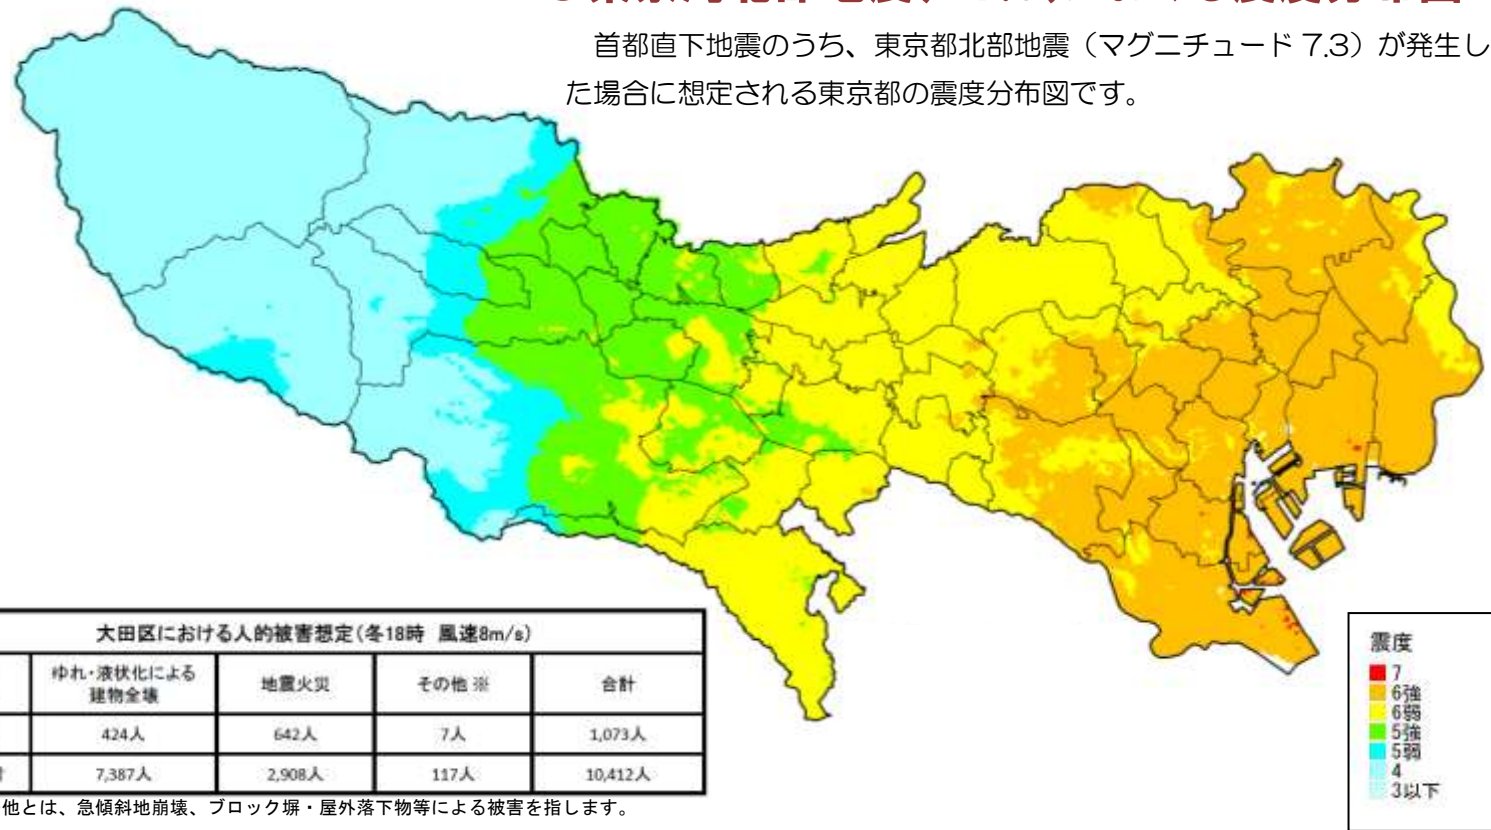 首都直下地震のうち、東京都北部地震（マグニチュード 7.3）が発生し
た場合に想定される東京都の震度分布図です。
大田区における人的被害想定（冬18時 風速8m/s）
ゆれ・液状化による
建物全壊
地震火災
その他 ※
合計
424人
642人
7人
1,073人
7,387人
2,908人
117人
10,412人
他とは、急傾斜地崩壊、ブロック塀・屋外落下物等による被害を指します。
震度
7
6強
6弱
5強
5弱
4
3以下